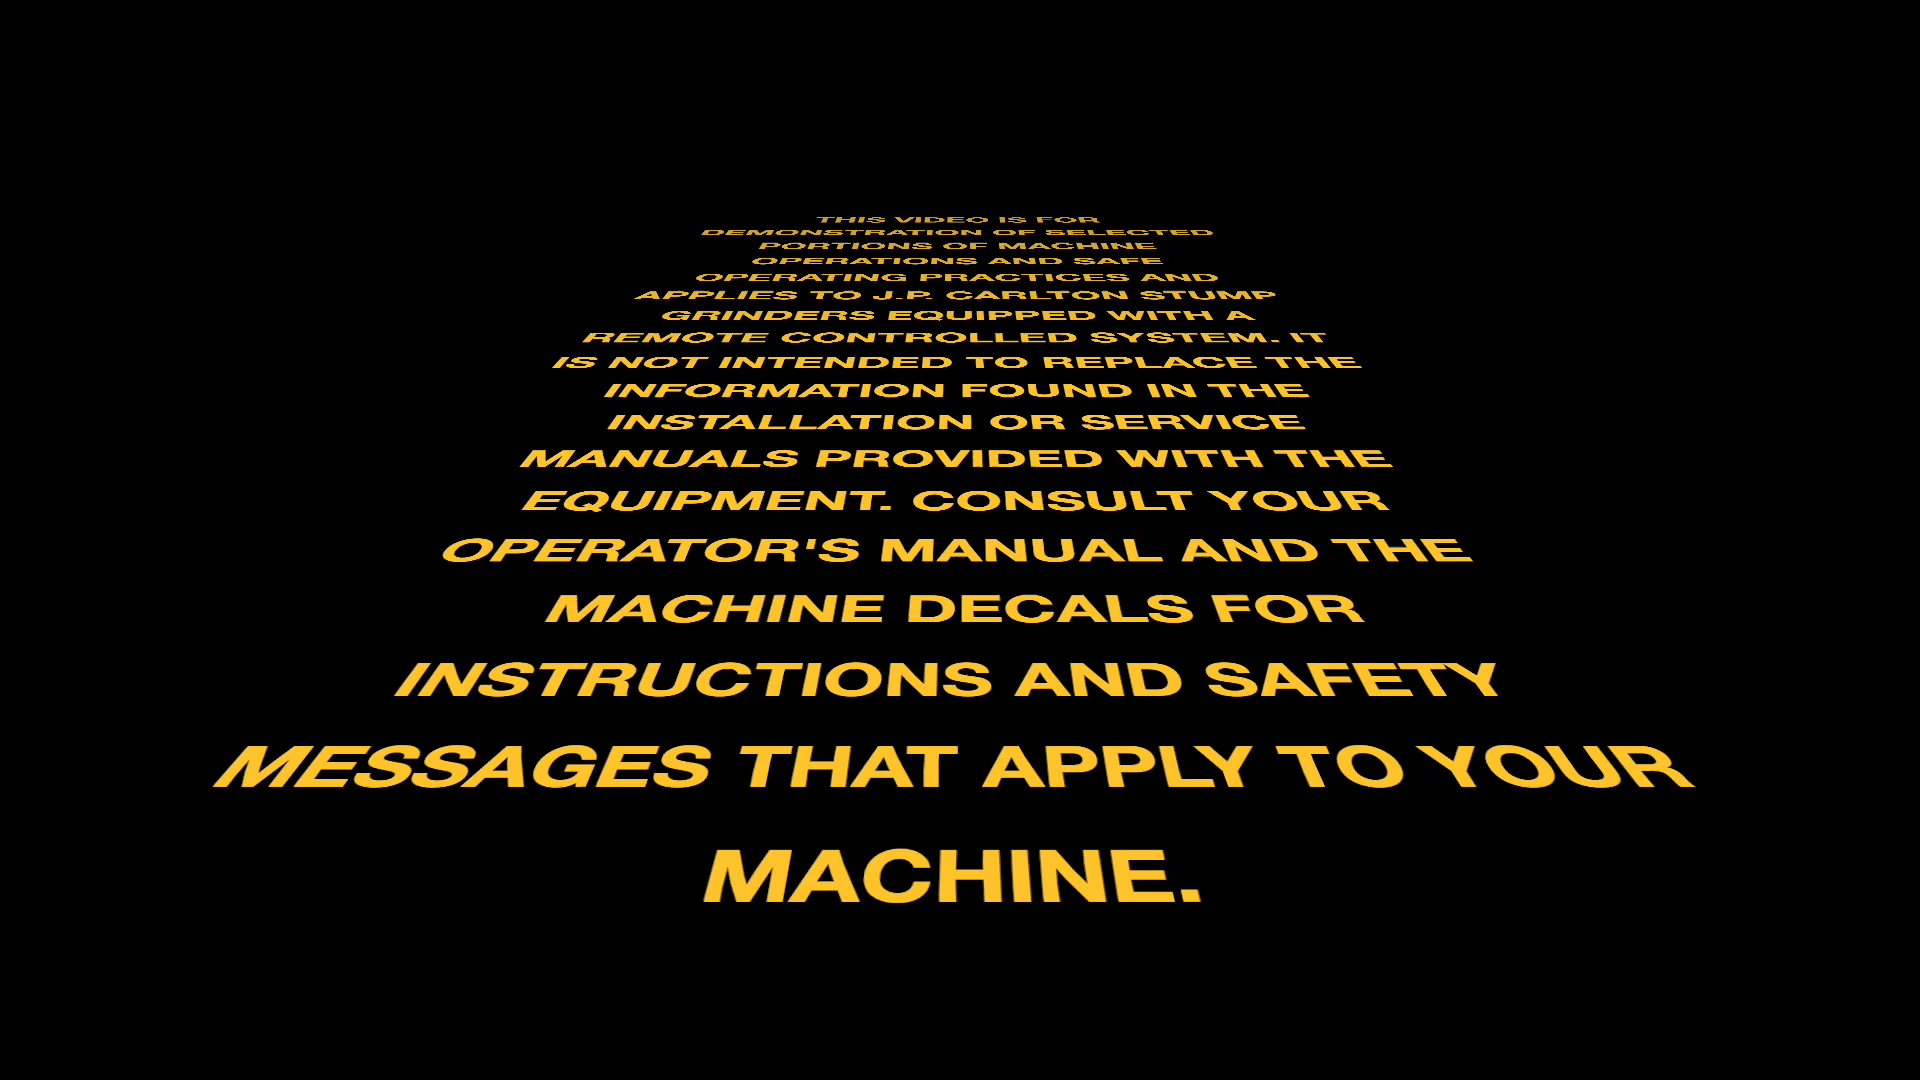 THIS VIDEO IS FOR
DEMONSTRATION OF SELECTED
PORTIONS OF MACHINE
OPERATIONS AND SAFE
OPERATING PRACTICES AND
APPLIES TO J.P. CARLTON STUMP
GRINDERS EQUIPPED WITH A
REMOTE CONTROLLED SYSTEM. IT
IS NOT INTENDED TO REPLACE THE
INFORMATION FOUND IN THE
INSTALLATION OR SERVICE
MANUALS PROVIDED WITH THE
EQUIPMENT. CONSULT YOUR
OPERATOR'S MANUAL AND THE
MACHINE DECALS FOR
INSTRUCTIONS AND SAFETY
MESSAGES THAT APPLY TO YOUR
MACHINE.